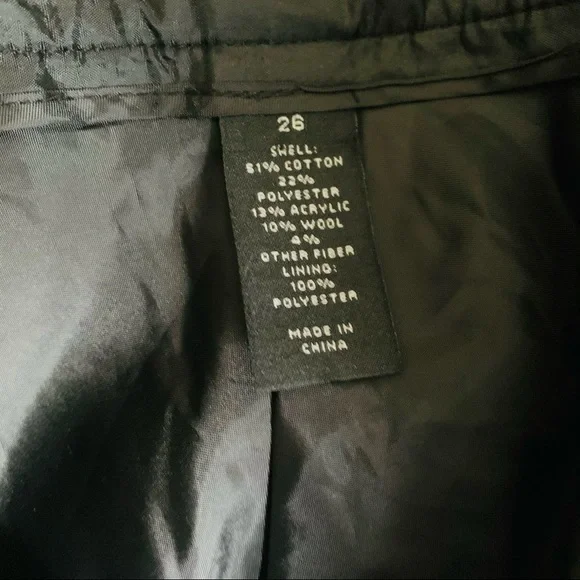 26
SHELL:
51% COTTON
22%
POLYESTER
13% ACRYLIC
10% WOOL
4%
OTHER FIBER
LINING:
100%
POLYESTER
MADE IN
CHINA